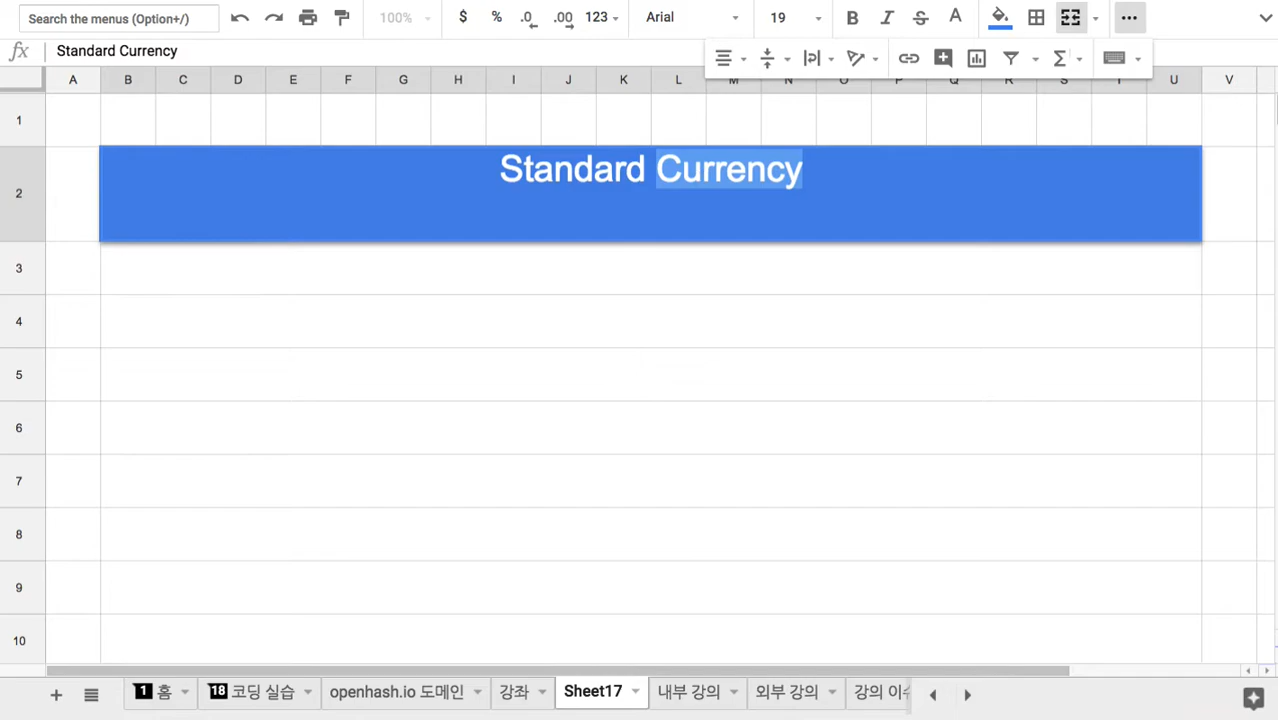 Search the menus (Option+/) 100% $ % .0 .00 123 Arial 19 B I S A
fx Standard Currency
A B C D E F G H I J K L M N O P Q R S T U V
1
Standard Currency
2
3
4
5
6
7
8
9
10
1 홈 18 코딩 실습 openhash.io 도메인 강좌 Sheet17 내부 강의 외부 강의 강의 이